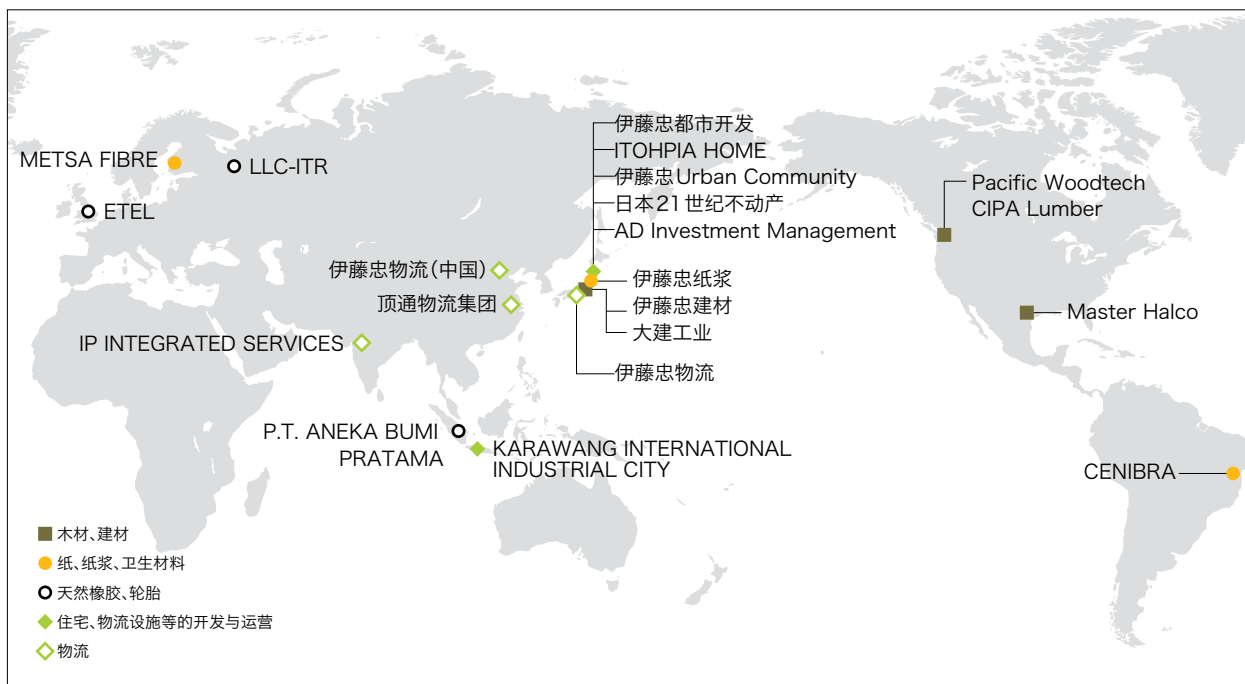 伊藤忠都市开发
ITOHPIA HOME
伊藤忠Urban Community
日本21世纪不动产
AD Investment Management
METSA FIBRE
LLC-ITR
ETEL
Pacific Woodtech
CIPA Lumber
伊藤忠物流(中国)
伊藤忠纸浆
顶通物流集团
伊藤忠建材
大建工业
Master Halco
IP INTEGRATED SERVICES
伊藤忠物流
P.T. ANEKA BUMI
PRATAMA
KARAWANG INTERNATIONAL
INDUSTRIAL CITY
CENIBRA
木材、建材
纸、纸浆、卫生材料
天然橡胶、轮胎
住宅、物流设施等的开发与运营
物流